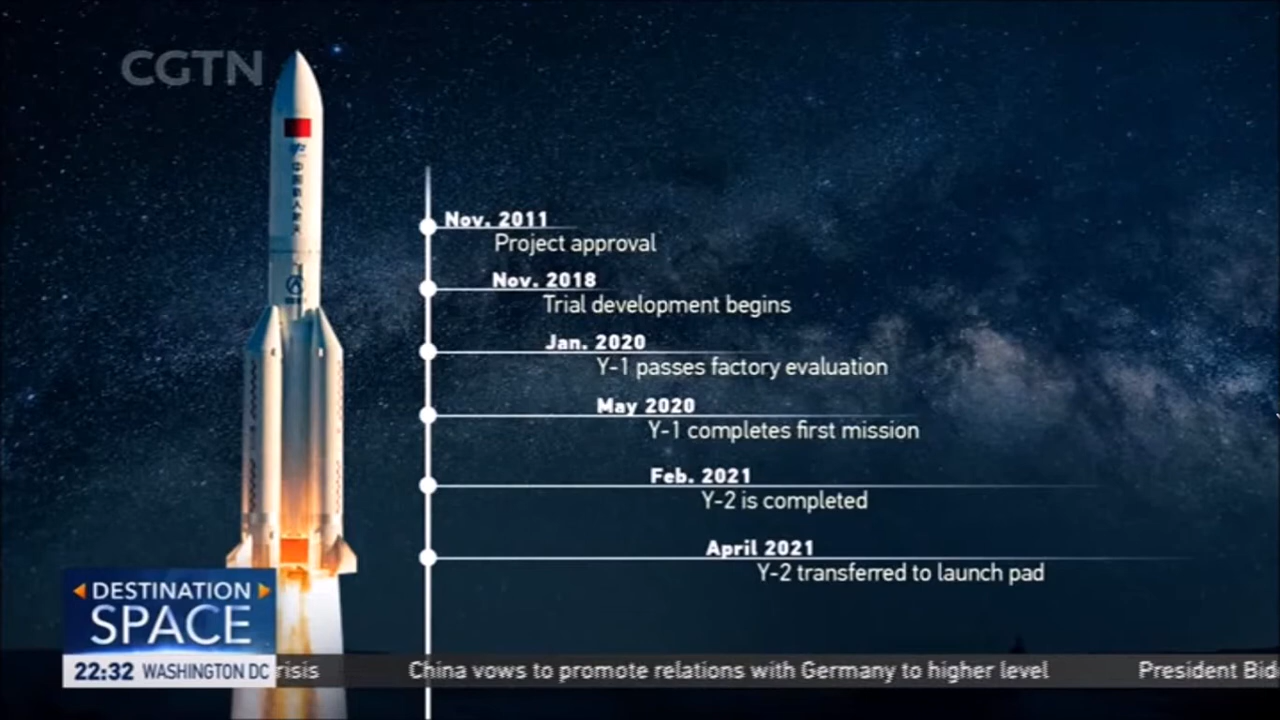 CGTN
Nov. 2011
Project approval
Nov. 2018
Trial development begins
Jan. 2020
Y-1 passes factory evaluation
May 2020
Y-1 completes first mission
Feb. 2021
Y-2 is completed
April 2021
Y-2 transferred to launch pad
DESTINATION
SPACE
22:32 WASHINGTON DC
risis China vows to promote relations with Germany to higher level President Bid